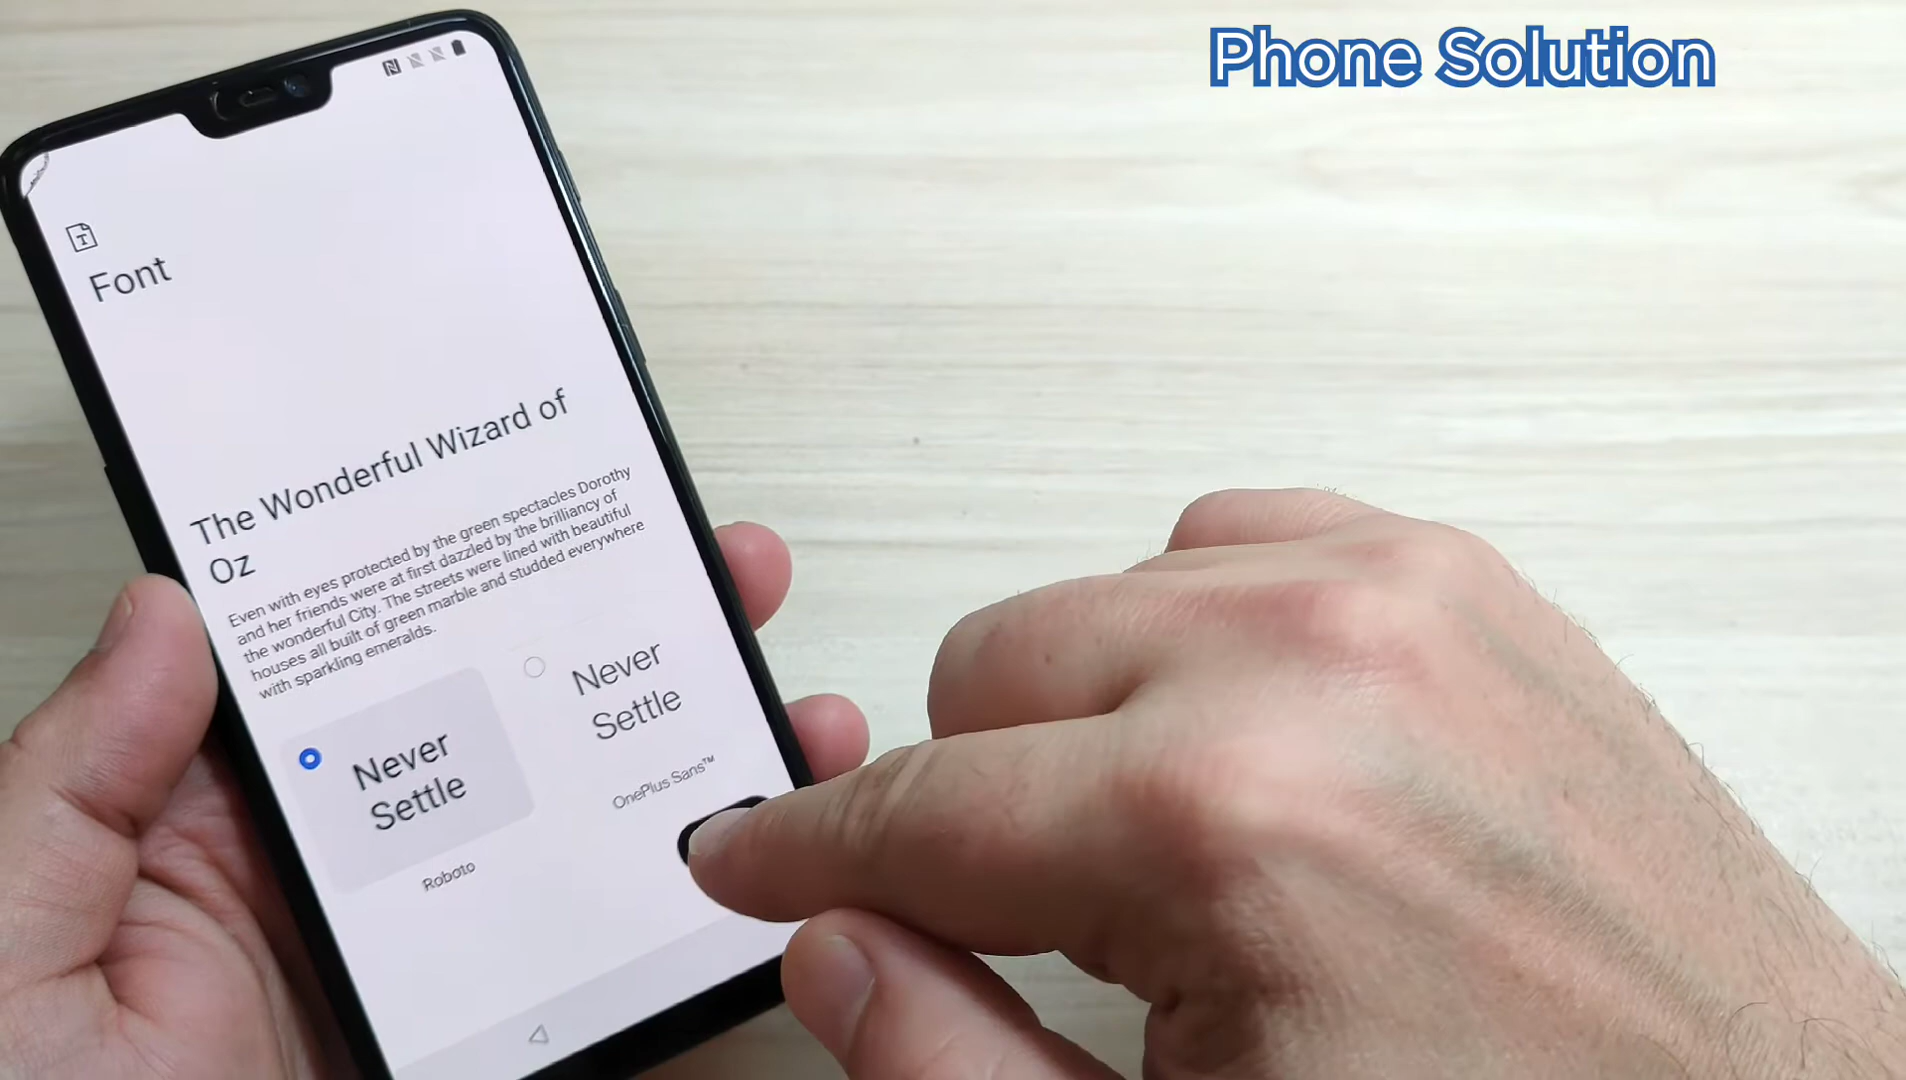 Phone Solution
Font
The Wonderful Wizard of
Oz
Even with eyes protected by the green spectacles Dorothy
and her friends were at first dazzled by the brilliancy of
the wonderful City. The streets were lined with beautiful
houses all built of green marble and studded everywhere
with sparkling emeralds.
Never
Settle
Roboto
Never
Settle
OnePlus Sans™